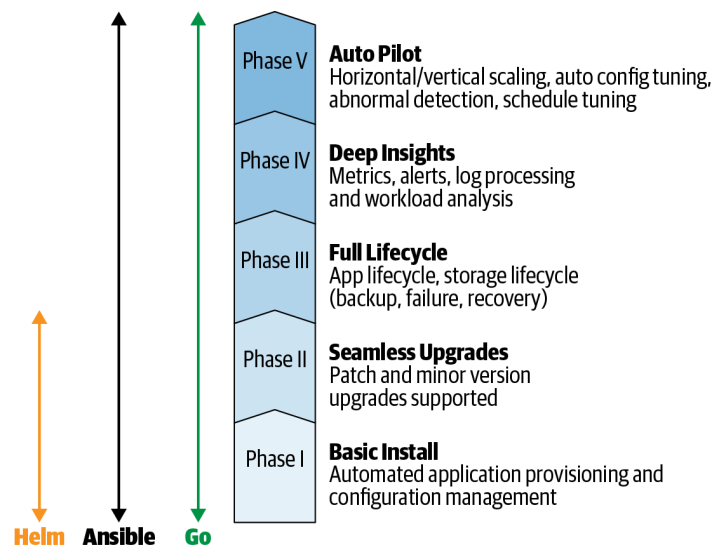 Phase V
Auto Pilot
Horizontal/vertical scaling, auto config tuning,
abnormal detection, schedule tuning
Phase IV
Deep Insights
Metrics, alerts, log processing
and workload analysis
Phase III
Full Lifecycle
App lifecycle, storage lifecycle
(backup, failure, recovery)
Phase II
Seamless Upgrades
Patch and minor version
upgrades supported
Phase I
Basic Install
Automated application provisioning and
configuration management
Helm
Ansible
Go